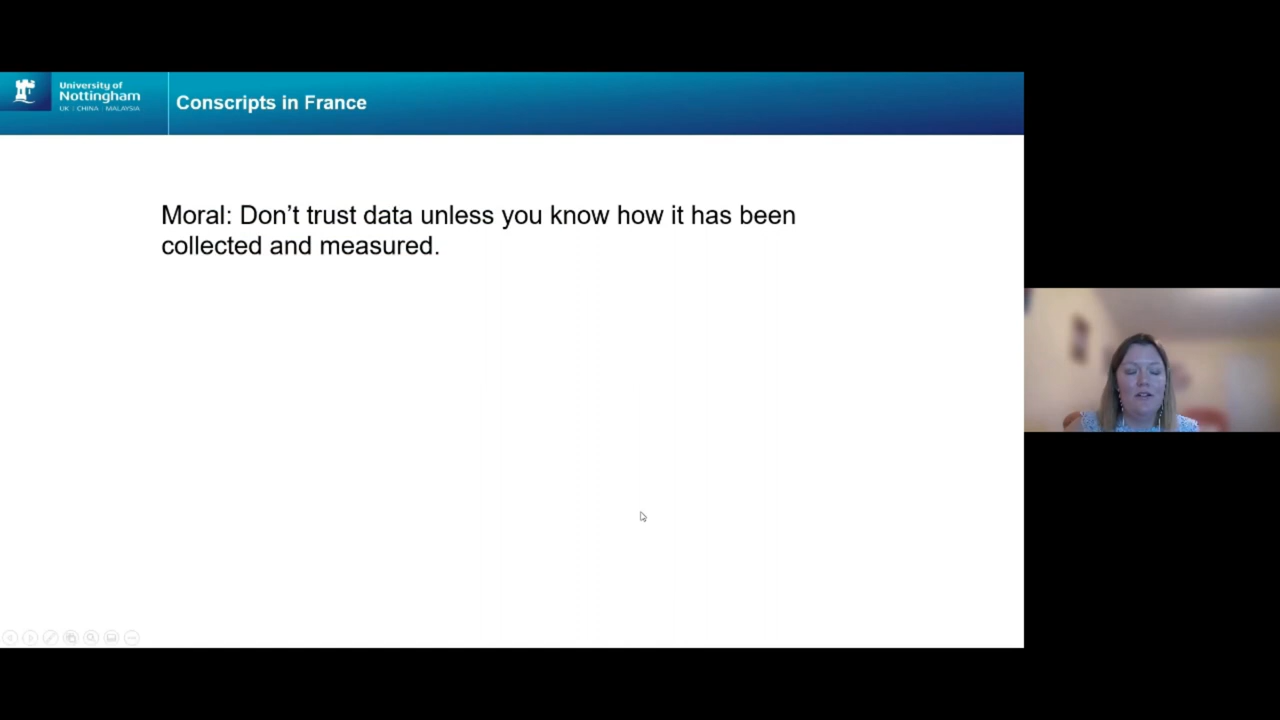 University of
Nottingham
UK | CHINA | MALAYSIA
Conscripts in France
Moral: Don’t trust data unless you know how it has been
collected and measured.